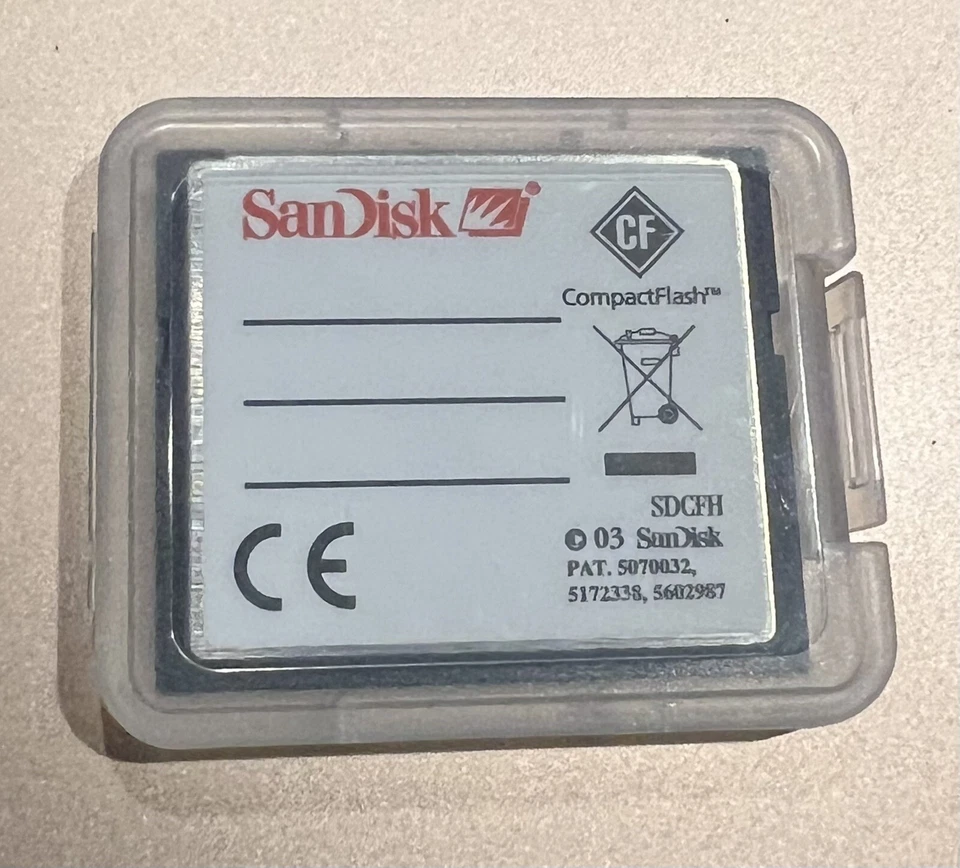 SanDisk
CF
CompactFlash™
CE
SDCFH
© 03 SanDisk
PAT. 5070032,
5172338, 5602987